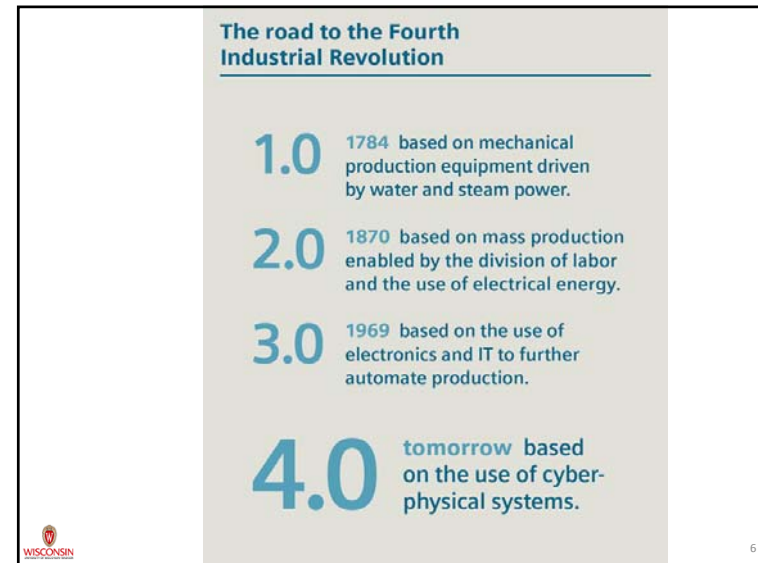 The road to the Fourth
Industrial Revolution
1.0
1784 based on mechanical
production equipment driven
by water and steam power.
2.0
1870 based on mass production
enabled by the division of labor
and the use of electrical energy.
3.0
1969 based on the use of
electronics and IT to further
automate production.
4.0
tomorrow based
on the use of cyber-
physical systems.
W
WISCONSIN
6